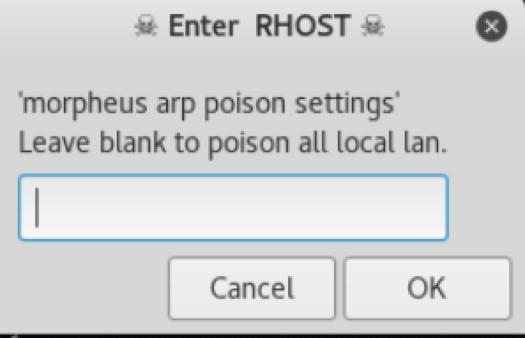 ☠ Enter RHOST ☠
'morpheus arp poison settings'
Leave blank to poison all local lan.
Cancel OK